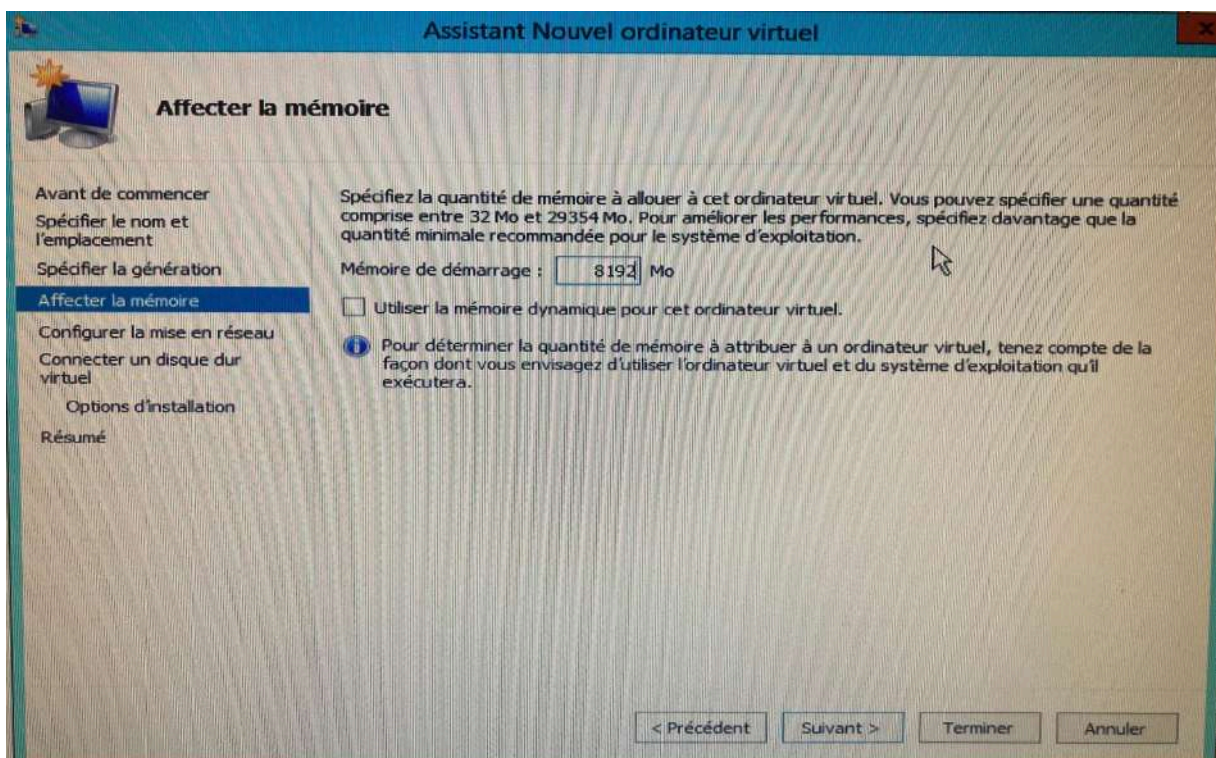 Assistant Nouvel ordinateur virtuel
Affecter la mémoire
Avant de commencer
Spécifier le nom et
l'emplacement
Spécifier la génération
Affecter la mémoire
Configurer la mise en réseau
Connecter un disque dur
virtuel
Options d'installation
Résumé
Spécifiez la quantité de mémoire à allouer à cet ordinateur virtuel. Vous pouvez spécifier une quantité
comprise entre 32 Mo et 29354 Mo. Pour améliorer les performances, spécifiez davantage que la
quantité minimale recommandée pour le système d'exploitation.
Mémoire de démarrage : 8192 Mo
Utiliser la mémoire dynamique pour cet ordinateur virtuel.
Pour déterminer la quantité de mémoire à attribuer à un ordinateur virtuel, tenez compte de la
façon dont vous envisagez d'utiliser l'ordinateur virtuel et du système d'exploitation qu'il
exécutera.
< Précédent Suivant > Terminer Annuler